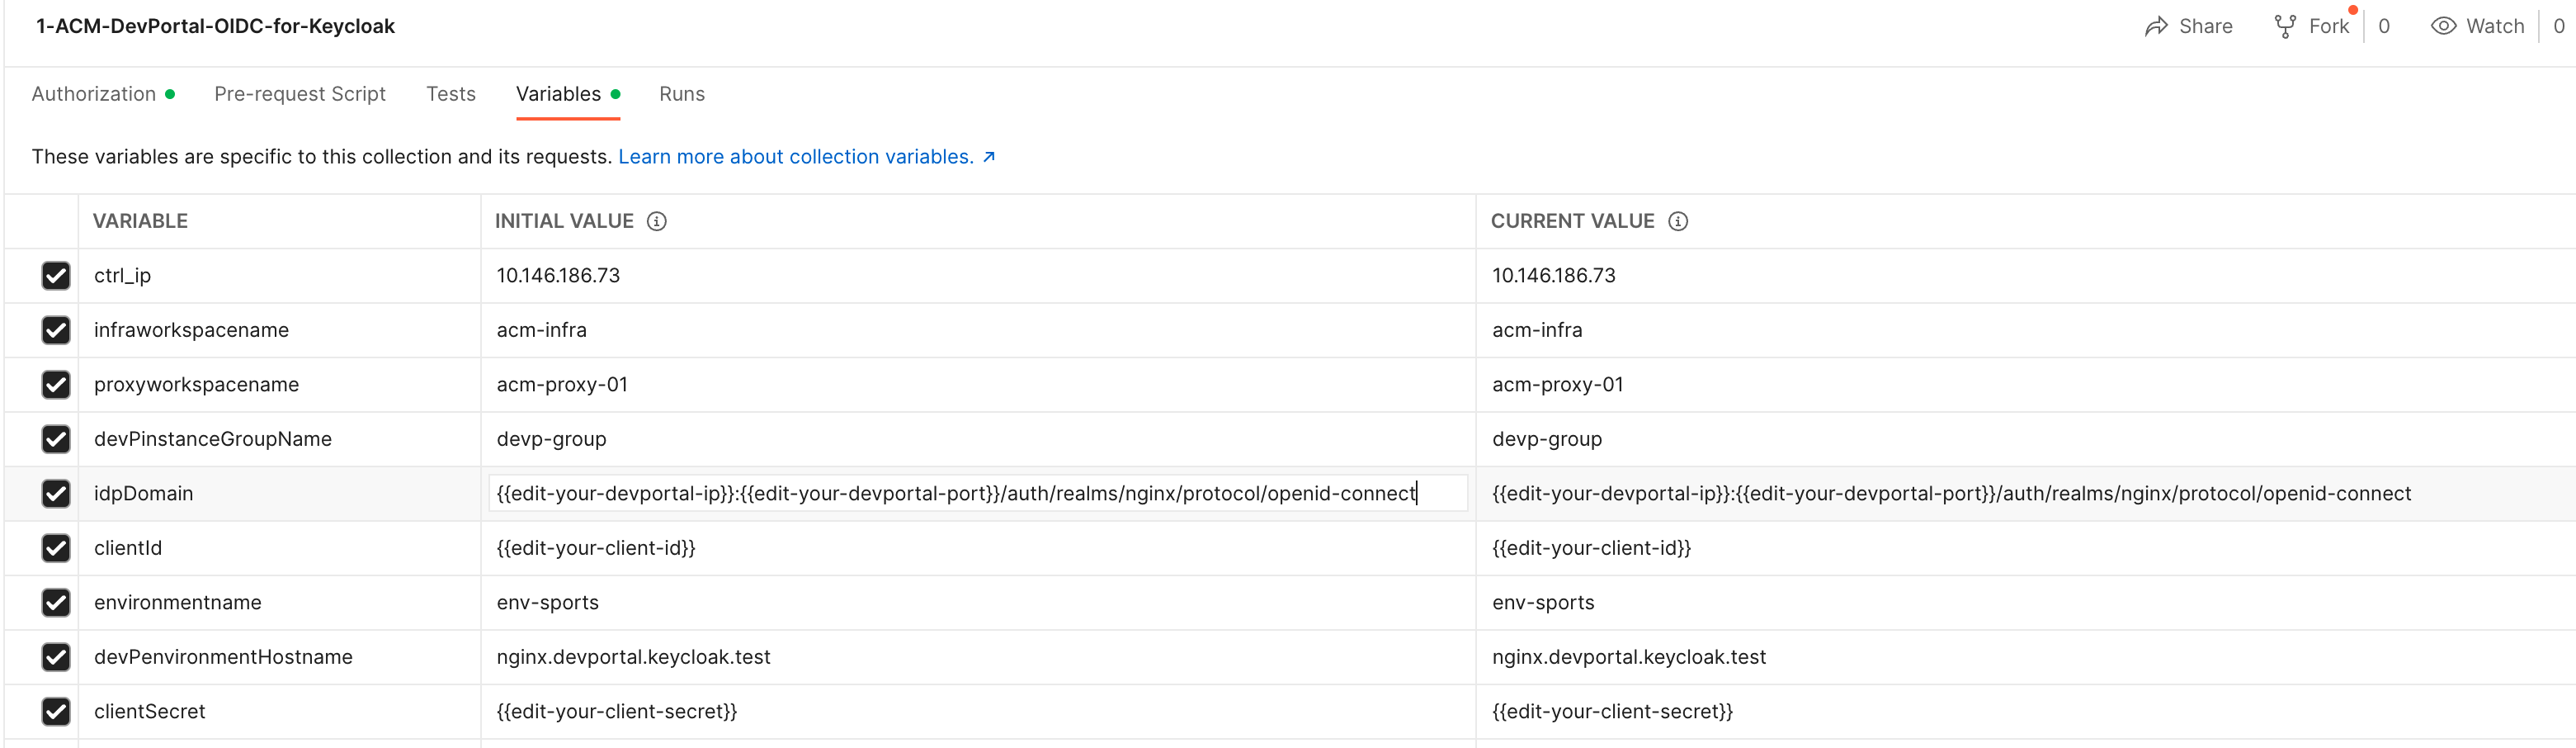 1-ACM-DevPortal-OIDC-for-Keycloak Share Fork 0 Watch 0
Authorization Pre-request Script Tests Variables Runs
These variables are specific to this collection and its requests. Learn more about collection variables. ↗
VARIABLE INITIAL VALUE CURRENT VALUE
ctrl_ip 10.146.186.73 10.146.186.73
infraworkspacename acm-infra acm-infra
proxyworkspacename acm-proxy-01 acm-proxy-01
devPinstanceGroupName devp-group devp-group
idpDomain {{edit-your-devportal-ip}}:{{edit-your-devportal-port}}/auth/realms/nginx/protocol/openid-connect {{edit-your-devportal-ip}}:{{edit-your-devportal-port}}/auth/realms/nginx/protocol/openid-connect
clientId {{edit-your-client-id}} {{edit-your-client-id}}
environmentname env-sports env-sports
devPenvironmentHostname nginx.devportal.keycloak.test nginx.devportal.keycloak.test
clientSecret {{edit-your-client-secret}} {{edit-your-client-secret}}